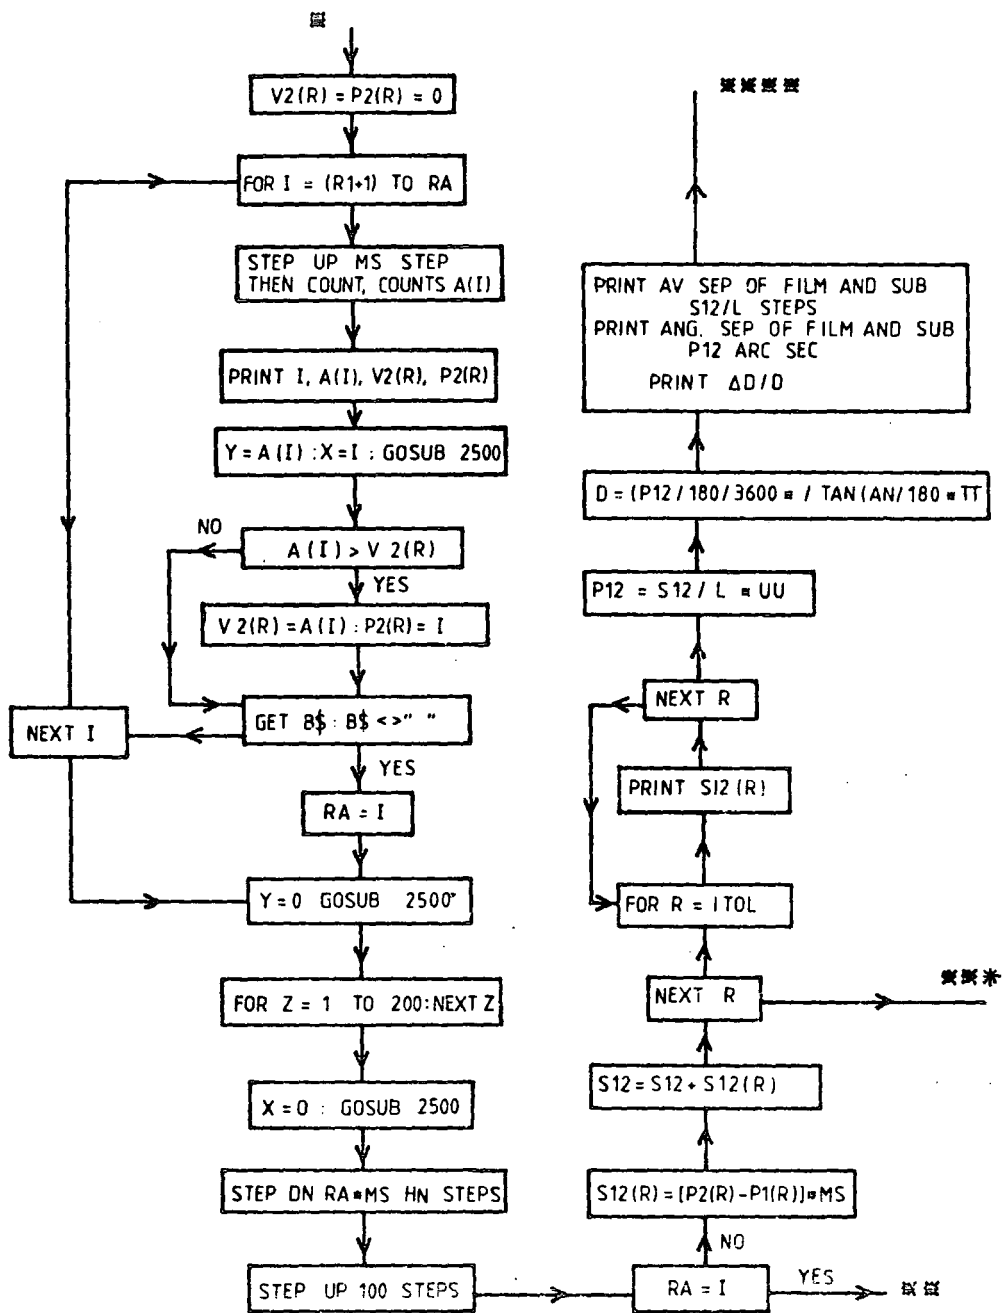 ※
V2(R) = P2(R) = 0
FOR I = (R1+1) TO RA
STEP UP MS STEP
THEN COUNT, COUNTS A(I)
PRINT I, A(I), V2(R), P2(R)
Y=A(I) :X=I : GOSUB 2500
A(I)>V2(R)
NO
YES
V2(R)=A(I):P2(R)= I
GET B$ : B$ <>" "
NEXT I
YES
RA = I
Y=0 GOSUB 2500"
FOR Z = 1 TO 200:NEXT Z
X=0 : GOSUB 2500
STEP DN RA*MS HN STEPS
STEP UP 100 STEPS
RA = I
YES
※※
NO
S12(R) = [P2(R)-P1(R)]*MS
S12=S12+S12(R)
NEXT R
※※*
FOR R = 1TOL
PRINT S12(R)
NEXT R
P12 = S12/ L * UU
D = (P12/180/3600 * / TAN(AN/180 * TT
PRINT AV SEP OF FILM AND SUB
S12/L STEPS
PRINT ANG. SEP OF FILM AND SUB
P12 ARC SEC
PRINT ΔD/D
※※※※